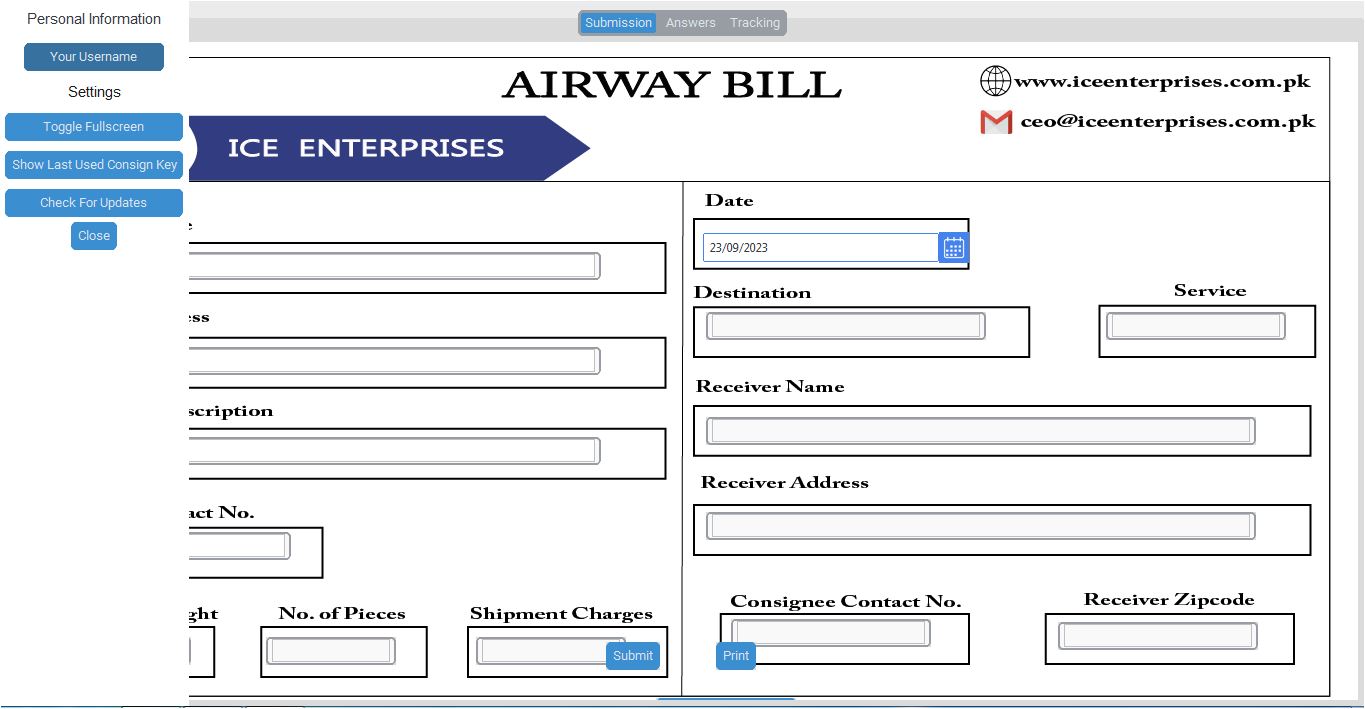 Personal Information
Your Username
Settings
Toggle Fullscreen
Show Last Used Consign Key
Check For Updates
Close
Submission Answers Tracking
AIRWAY BILL
www.iceenterprises.com.pk
ceo@iceenterprises.com.pk
ICE ENTERPRISES
Date
23/09/2023
Destination
Service
ess
scription
Receiver Name
Receiver Address
act No.
ght
No. of Pieces
Shipment Charges
Submit
Consignee Contact No.
Receiver Zipcode
Print